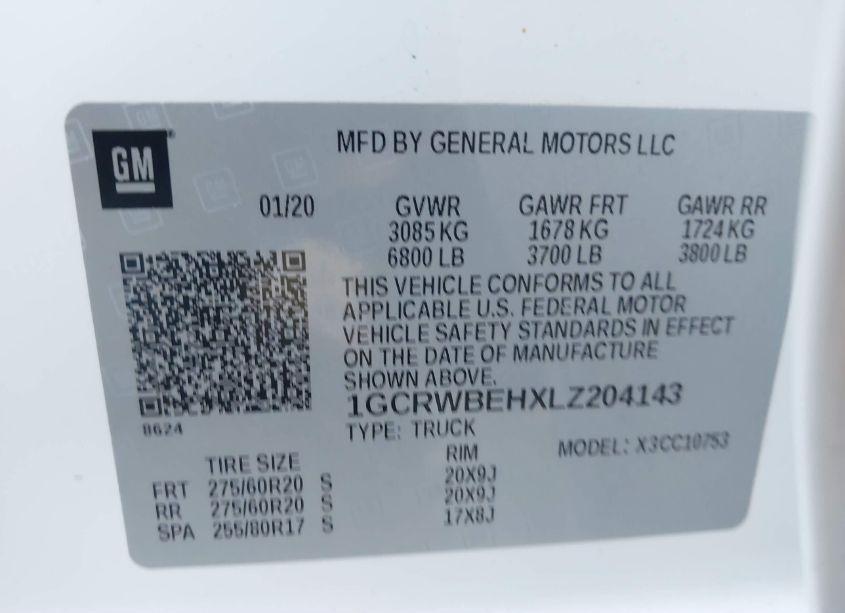 GM
MFD BY GENERAL MOTORS LLC
01/20 GVWR GAWR FRT GAWR RR
3085 KG 1678 KG 1724 KG
6800 LB 3700 LB 3800 LB
THIS VEHICLE CONFORMS TO ALL
APPLICABLE U.S. FEDERAL MOTOR
VEHICLE SAFETY STANDARDS IN EFFECT
ON THE DATE OF MANUFACTURE
SHOWN ABOVE.
1GCRWBEHXLZ204143
8624
TYPE: TRUCK
MODEL: X3CC10753
TIRE SIZE RIM
FRT 275/60R20 S 20X9J
RR 275/60R20 S 20X9J
SPA 255/80R17 S 17X8J